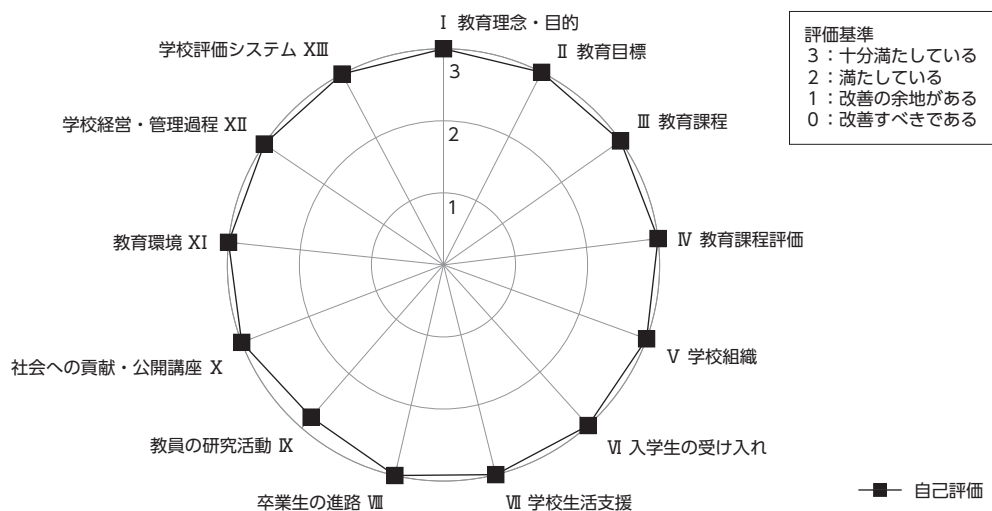 Ⅰ 教育理念・目的
Ⅱ 教育目標
Ⅲ 教育課程
Ⅳ 教育課程評価
Ⅴ 学校組織
Ⅵ 入学生の受け入れ
Ⅶ 学校生活支援
卒業生の進路 Ⅷ
教員の研究活動 Ⅸ
社会への貢献・公開講座 Ⅹ
教育環境 Ⅺ
学校経営・管理過程 Ⅻ
学校評価システム XⅢ
3
2
1
評価基準
3：十分満たしている
2：満たしている
1：改善の余地がある
0：改善すべきである
自己評価